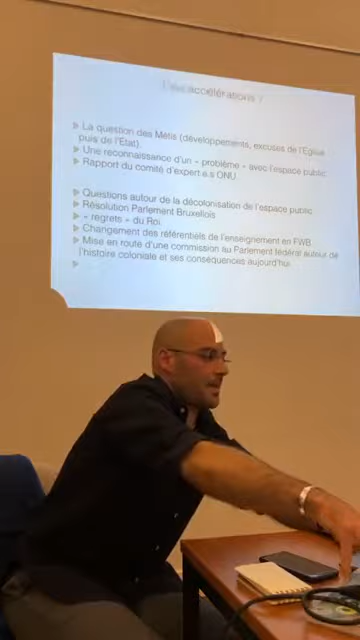 accélérations ?
La question des Métis (développements, excuses de l'Eglise
puis de l'Etat).
Une reconnaissance d'un « problème » avec l'espace public
Rapport du comité d'expert.e.s ONU
Questions autour de la décolonisation de l'espace public
Résolution Parlement Bruxellois
« regrets » du Roi.
Changement des référentiels de l'enseignement en FWB
Mise en route d'une commission au Parlement fédéral autour de
l'histoire coloniale et ses conséquences aujourd'hui